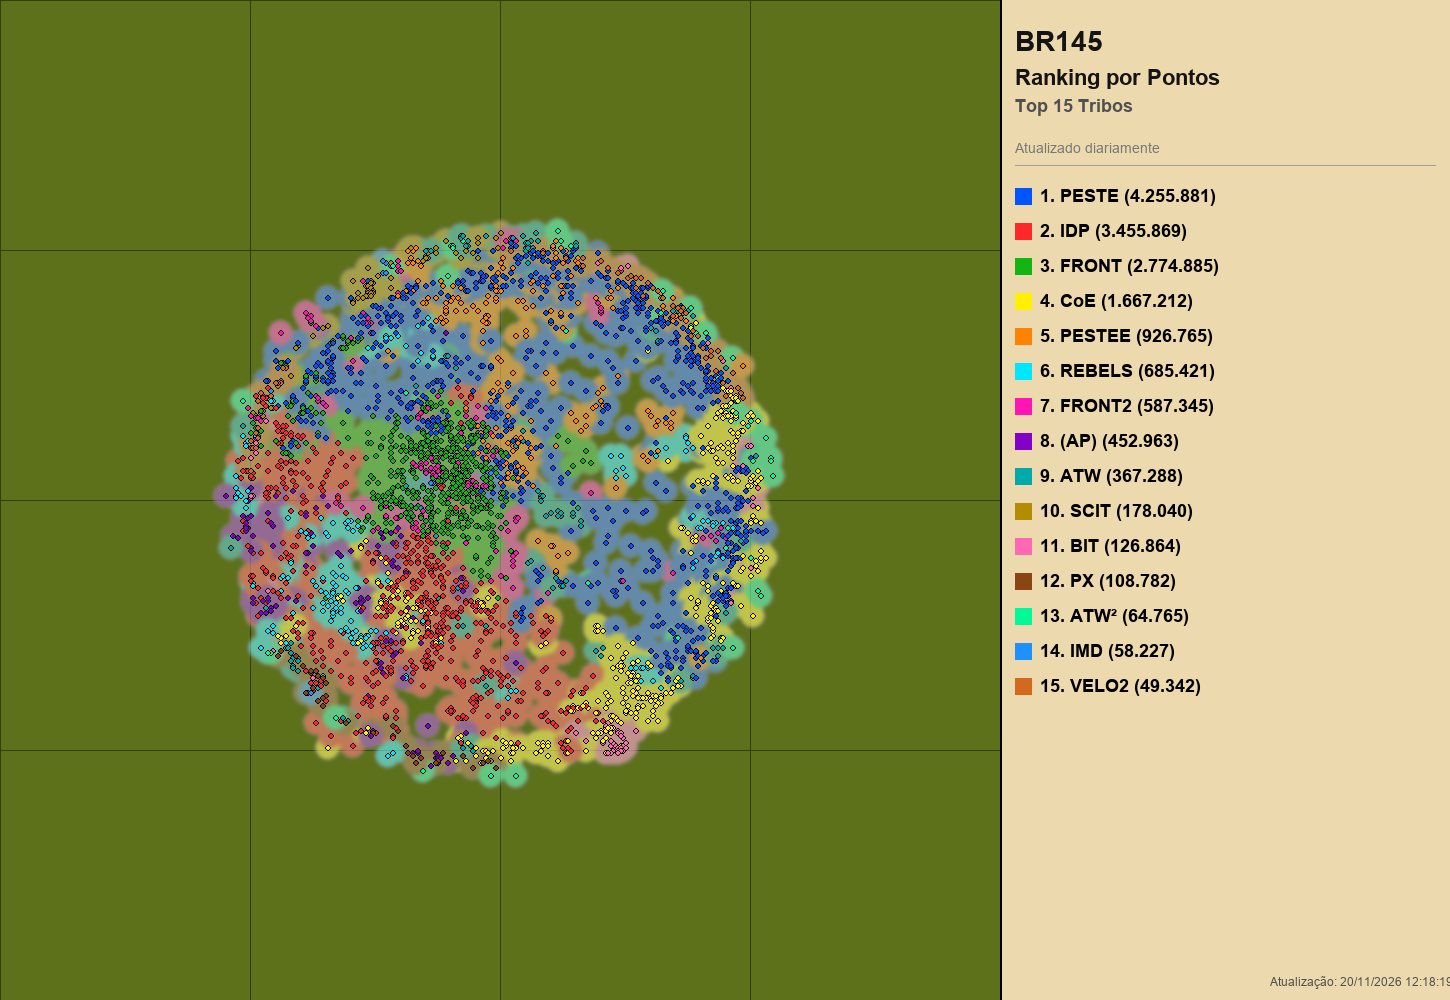 BR145
Ranking por Pontos
Top 15 Tribos
Atualizado diariamente
1. PESTE (4.255.881)
2. IDP (3.455.869)
3. FRONT (2.774.885)
4. CoE (1.667.212)
5. PESTEE (926.765)
6. REBELS (685.421)
7. FRONT2 (587.345)
8. (AP) (452.963)
9. ATW (367.288)
10. SCIT (178.040)
11. BIT (126.864)
12. PX (108.782)
13. ATW² (64.765)
14. IMD (58.227)
15. VELO2 (49.342)
Atualização: 20/11/2026 12:18:19